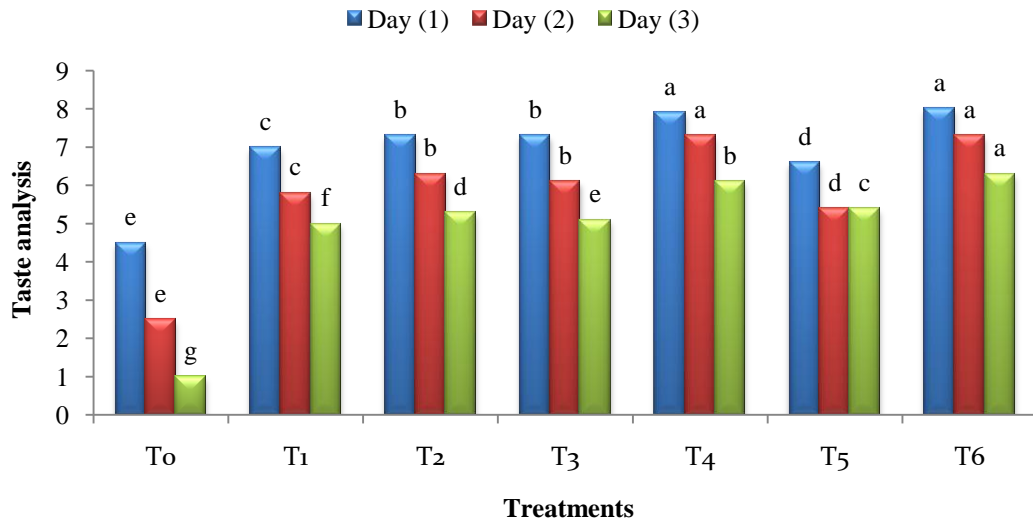 Day (1) Day (2) Day (3)
9
8
7
6
5
4
3
2
1
0
Taste analysis
e e g
c c f
b b d
b b e
a a b
d d c
a a a
T0 T1 T2 T3 T4 T5 T6
Treatments